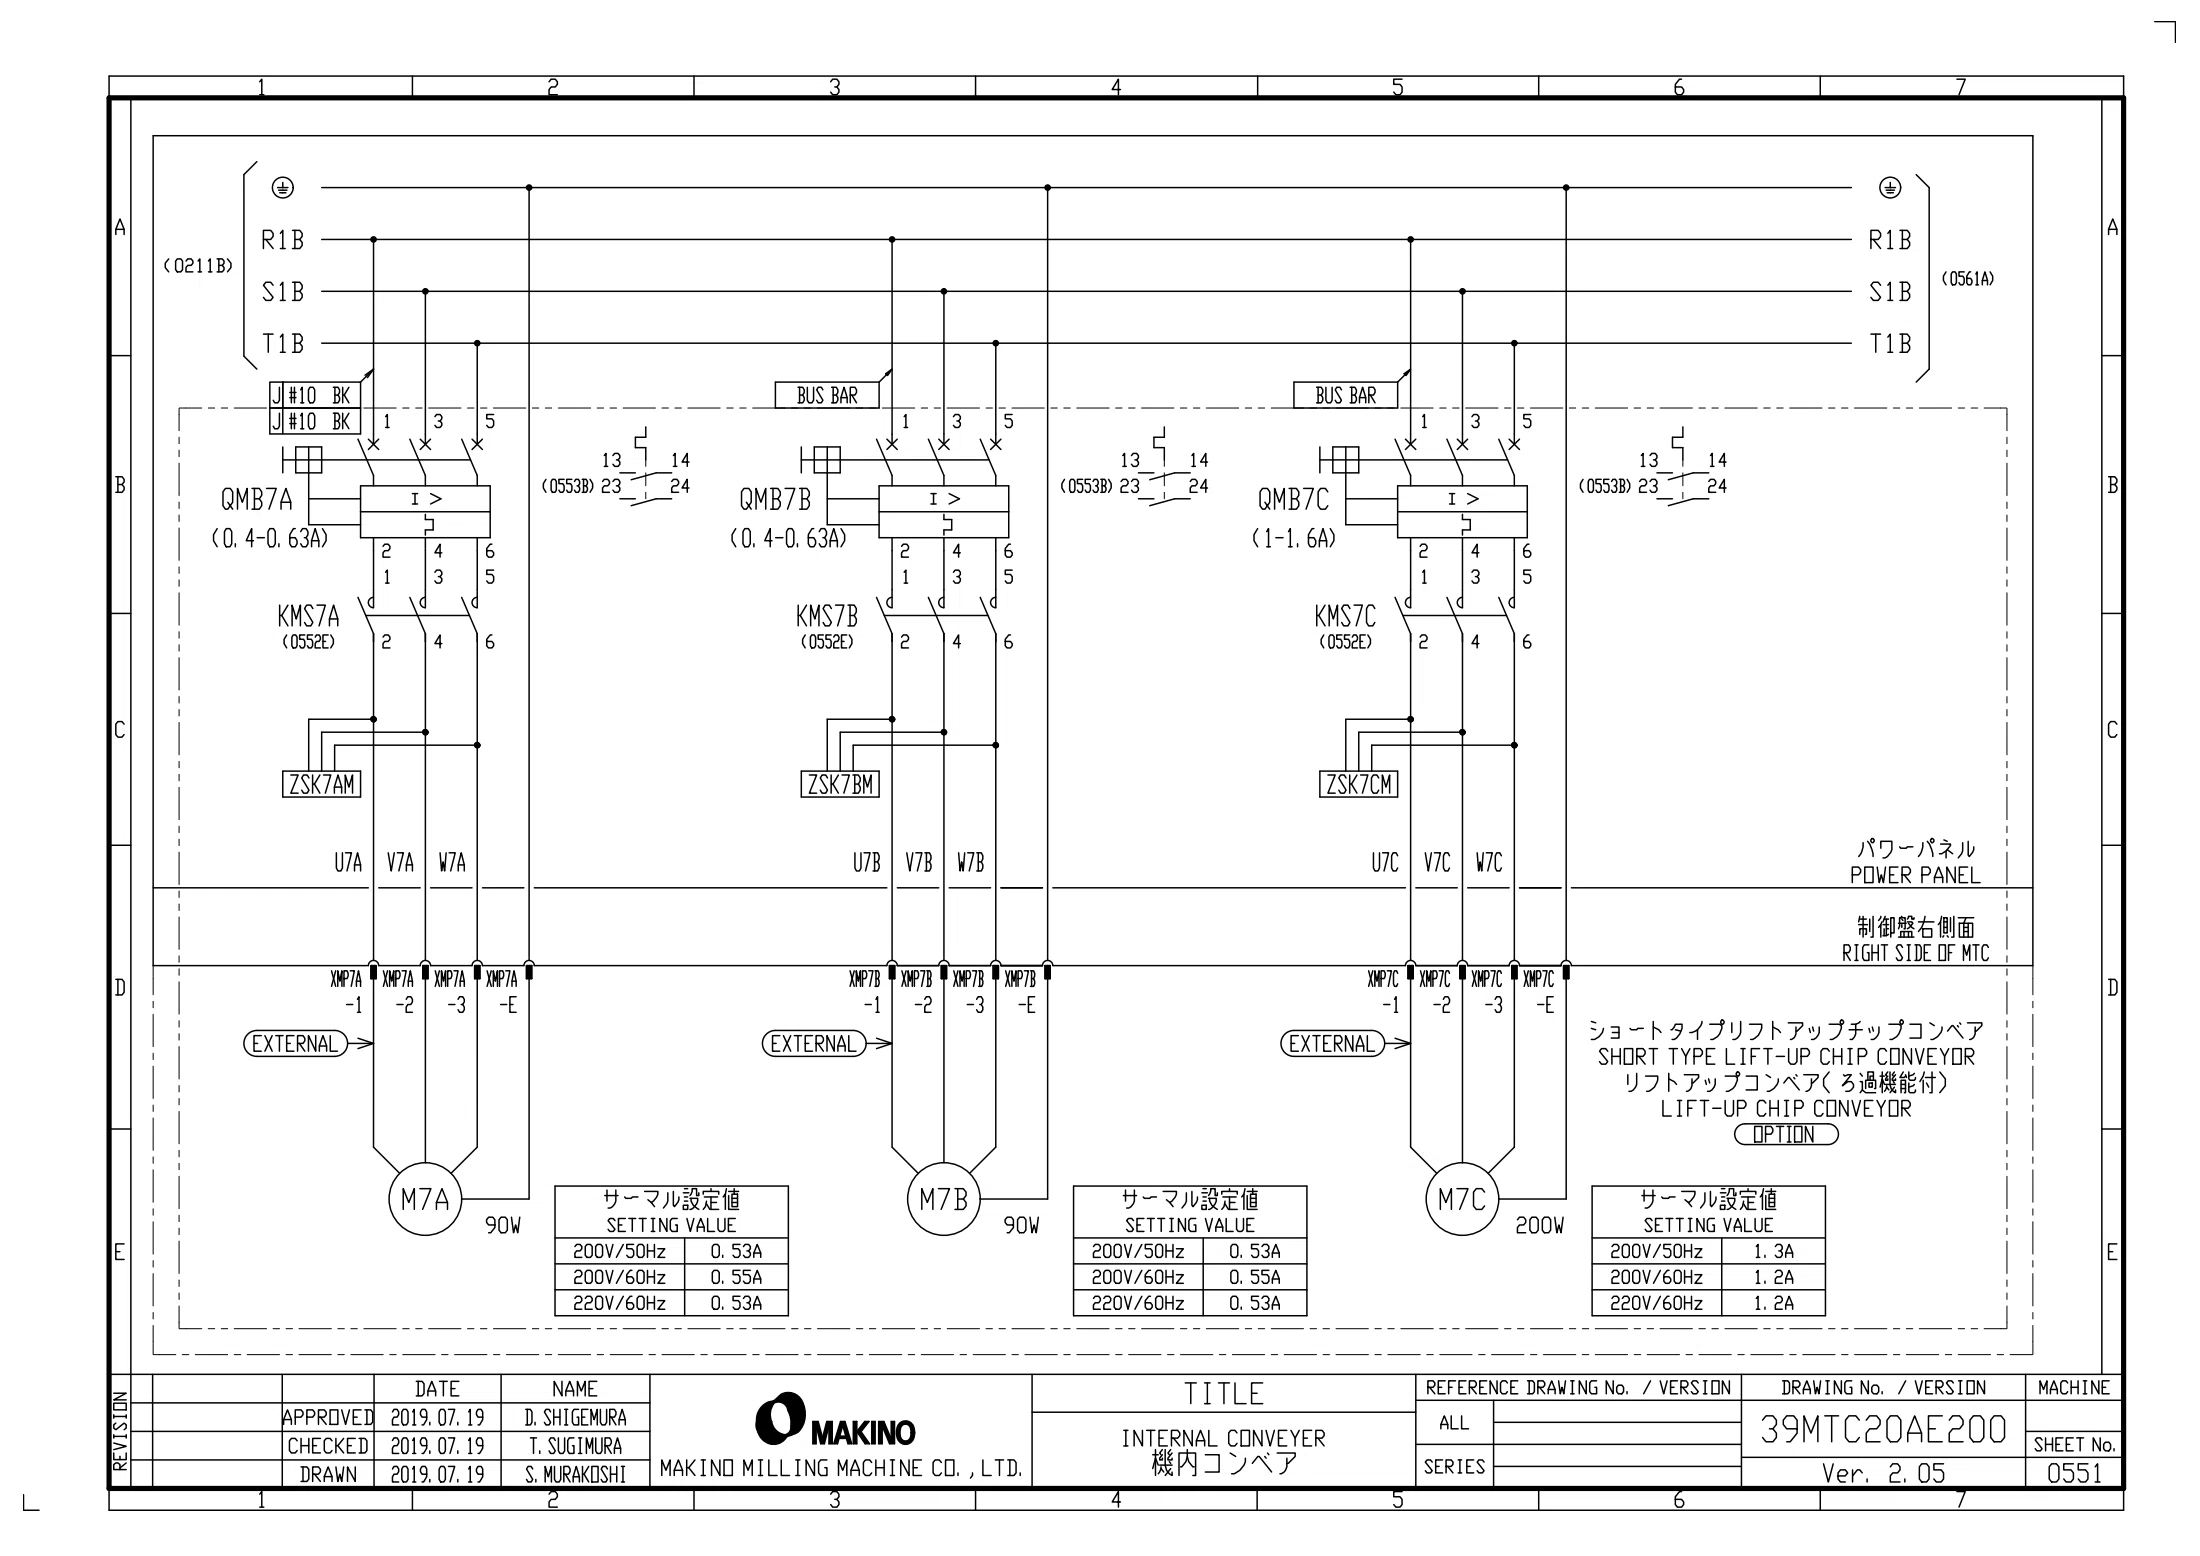 1 2 3 4 5 6 7
A A
R1B R1B
(0211B)
S1B S1B
(0561A)
T1B T1B
J #10 BK
BUS BAR
BUS BAR
J #10 BK
1 3 5
1 3 5
1 3 5
B B
13 14
(0553B) 23 24
13 14
(0553B) 23 24
13 14
(0553B) 23 24
QMB7A I >
QMB7B I >
QMB7C I >
(0.4-0.63A)
(0.4-0.63A)
(1-1.6A)
2 4 6
2 4 6
2 4 6
1 3 5
1 3 5
1 3 5
KMS7A
KMS7B
KMS7C
(0552E) 2 4 6
(0552E) 2 4 6
(0552E) 2 4 6
C C
ZSK7AM
ZSK7BM
ZSK7CM
U7A V7A W7A
U7B V7B W7B
U7C V7C W7C
パワーパネル
POWER PANEL
制御盤右側面
RIGHT SIDE OF MTC
XMP7A XMP7A XMP7A XMP7A
-1 -2 -3 -E
XMP7B XMP7B XMP7B XMP7B
-1 -2 -3 -E
XMP7C XMP7C XMP7C XMP7C
-1 -2 -3 -E
D D
EXTERNAL
EXTERNAL
EXTERNAL
ショートタイプリフトアップチップコンベア
SHORT TYPE LIFT-UP CHIP CONVEYOR
リフトアップコンベア(ろ過機能付)
LIFT-UP CHIP CONVEYOR
OPTION
M7A
90W
サーマル設定値
SETTING VALUE
200V/50Hz 0.53A
200V/60Hz 0.55A
220V/60Hz 0.53A
M7B
90W
サーマル設定値
SETTING VALUE
200V/50Hz 0.53A
200V/60Hz 0.55A
220V/60Hz 0.53A
M7C
200W
サーマル設定値
SETTING VALUE
200V/50Hz 1.3A
200V/60Hz 1.2A
220V/60Hz 1.2A
E E
REVISION
DATE NAME
APPROVED 2019.07.19 D. SHIGEMURA
CHECKED 2019.07.19 T. SUGIMURA
DRAWN 2019.07.19 S. MURAKOSHI
MAKINO
MAKINO MILLING MACHINE CO.,LTD.
TITLE
INTERNAL CONVEYER
機内コンベア
REFERENCE DRAWING No. / VERSION
ALL
SERIES
DRAWING No. / VERSION
39MTC20AE200
Ver. 2.05
MACHINE
SHEET No.
0551
1 2 3 4 5 6 7